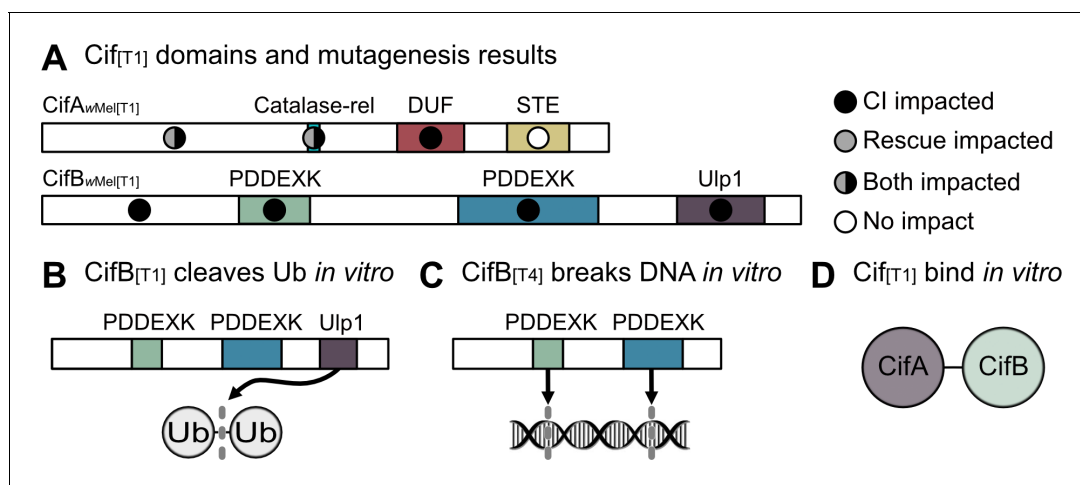 A Cif[T1] domains and mutagenesis results
CifAwMel[T1] Catalase-rel DUF STE
CifBwMel[T1] PDDEXK PDDEXK Ulp1
CI impacted
Rescue impacted
Both impacted
No impact
B CifB[T1] cleaves Ub in vitro
PDDEXK PDDEXK Ulp1
Ub Ub
C CifB[T4] breaks DNA in vitro
PDDEXK PDDEXK
D Cif[T1] bind in vitro
CifA CifB